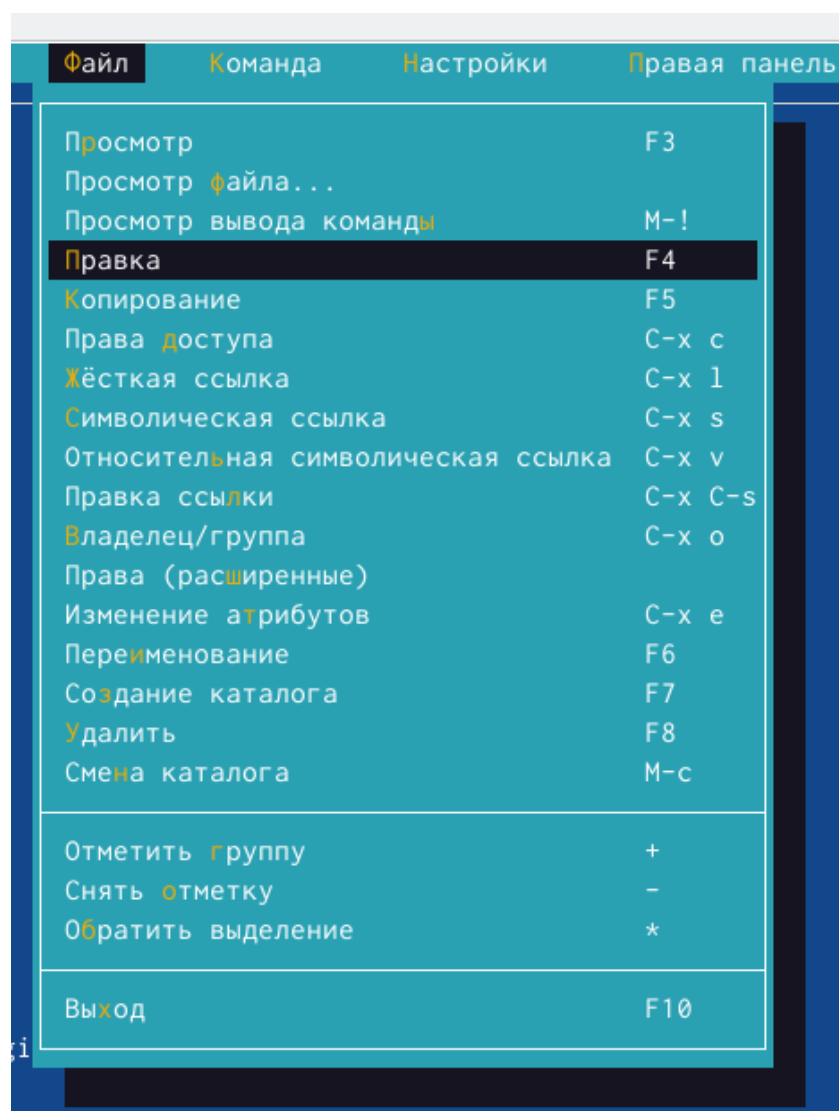 Файл Команда Настройки Правая панель
Просмотр F3
Просмотр файла...
Просмотр вывода команды M-!
Правка F4
Копирование F5
Права доступа C-x c
Жёсткая ссылка C-x l
Символическая ссылка C-x s
Относительная символическая ссылка C-x v
Правка ссылки C-x C-s
Владелец/группа C-x o
Права (расширенные)
Изменение атрибутов C-x e
Переименование F6
Создание каталога F7
Удалить F8
Смена каталога M-c
Отметить группу +
Снять отметку -
Обратить выделение *
Выход F10